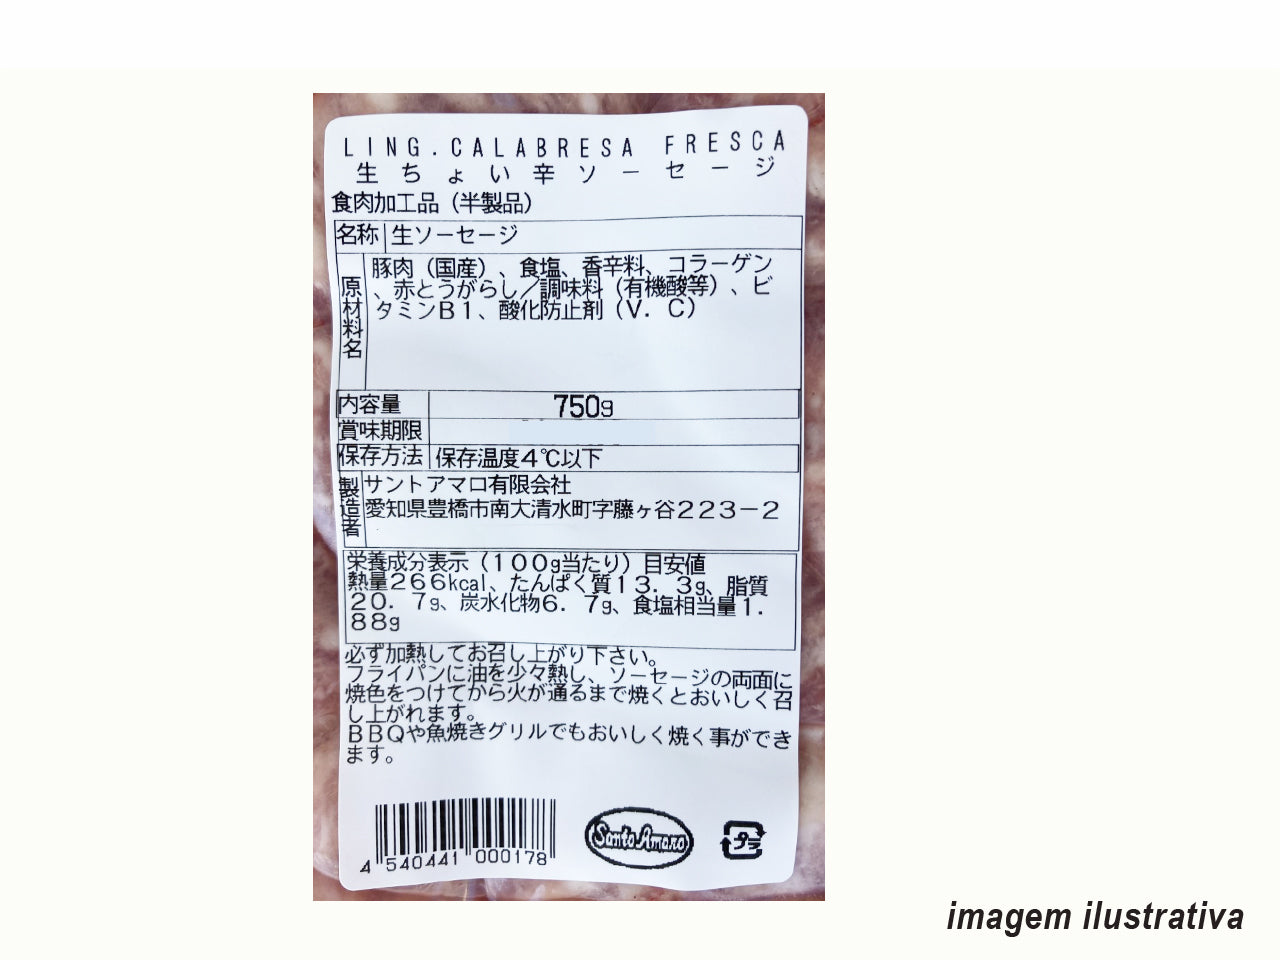 LING.CALABRESA FRESCA
生ちょい辛ソーセージ
食肉加工品（半製品）
名称 生ソーセージ
原材料名
豚肉（国産）、食塩、香辛料、コラーゲン
、赤とうがらし／調味料（有機酸等）、ビ
タミンB1、酸化防止剤（V．C）
内容量 750g
賞味期限
保存方法 保存温度4℃以下
製造者
サントアマロ有限会社
愛知県豊橋市南大清水町字藤ヶ谷223－2
栄養成分表示（100g当たり）目安値
熱量266kcal、たんぱく質13．3g、脂質
20．7g、炭水化物6．7g、食塩相当量1．
88g
必ず加熱してお召し上がり下さい。
フライパンに油を少々熱し、ソーセージの両面に
焼色をつけてから火が通るまで焼くとおいしく召
し上がれます。
BBQや魚焼きグリルでもおいしく焼く事ができ
ます。
4 540441 000178
Santo Amaro
プラ
imagem ilustrativa